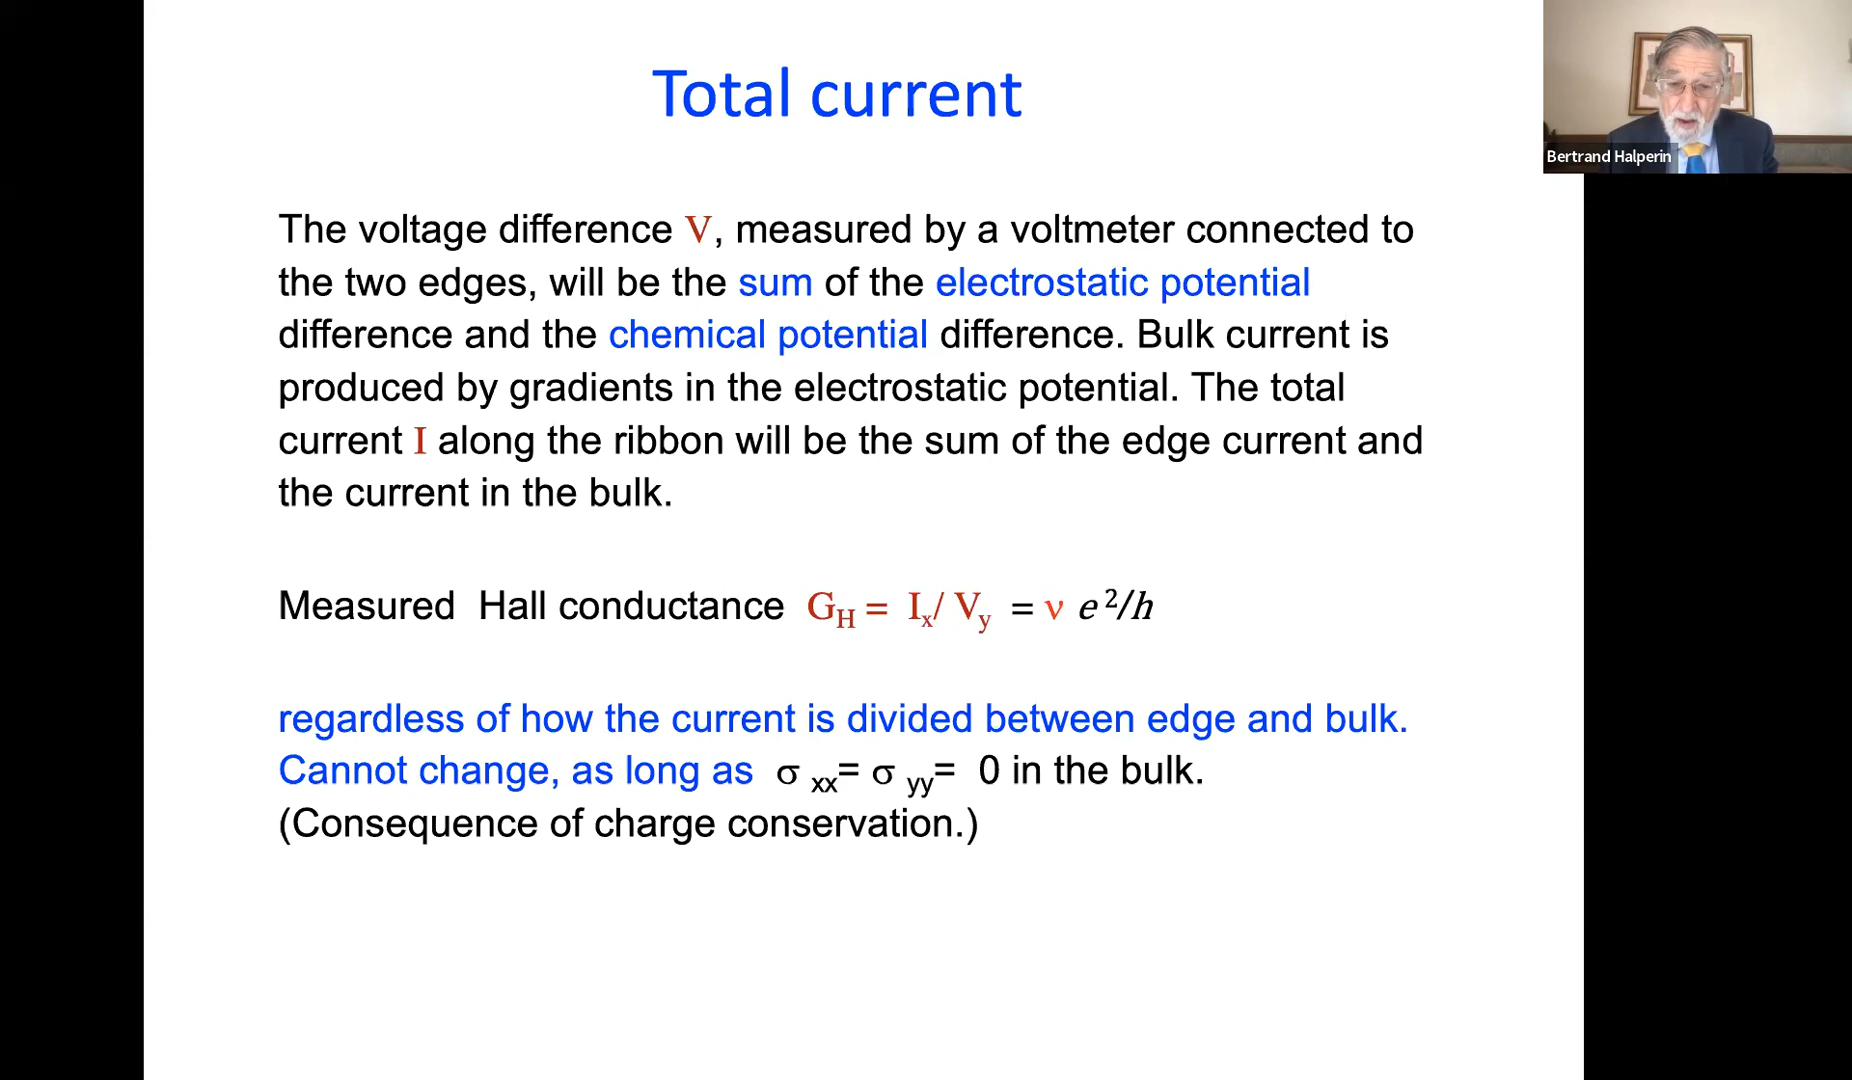 Total current
Bertrand Halperin
The voltage difference V, measured by a voltmeter connected to
the two edges, will be the sum of the electrostatic potential
difference and the chemical potential difference. Bulk current is
produced by gradients in the electrostatic potential. The total
current I along the ribbon will be the sum of the edge current and
the current in the bulk.
Measured Hall conductance G_H = I_x/ V_y = ν e²/h
regardless of how the current is divided between edge and bulk.
Cannot change, as long as σ xx= σ yy= 0 in the bulk.
(Consequence of charge conservation.)